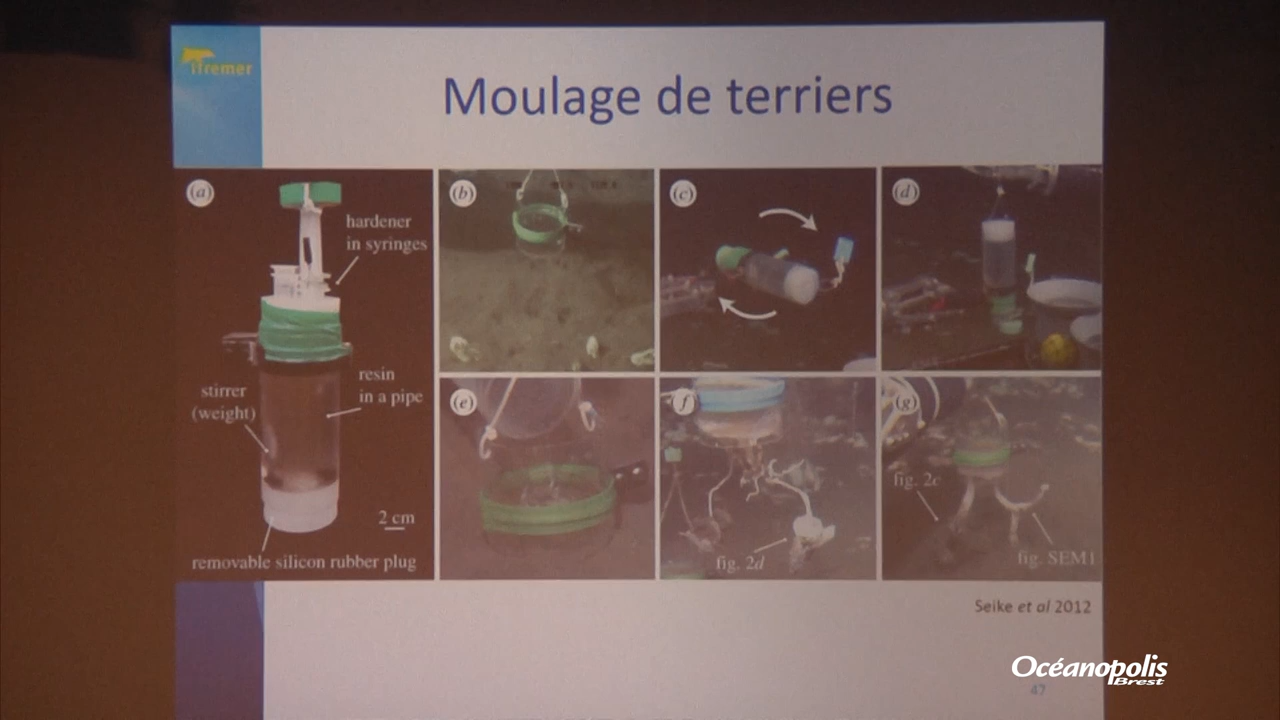 ifremer
Moulage de terriers
(a)
hardener
in syringes
resin
in a pipe
stirrer
(weight)
2 cm
removable silicon rubber plug
(b)
(c)
(d)
(e)
(f)
fig. 2d
(g)
fig. 2c
fig. SEM1
Seike et al 2012
Océanopolis
Brest
47